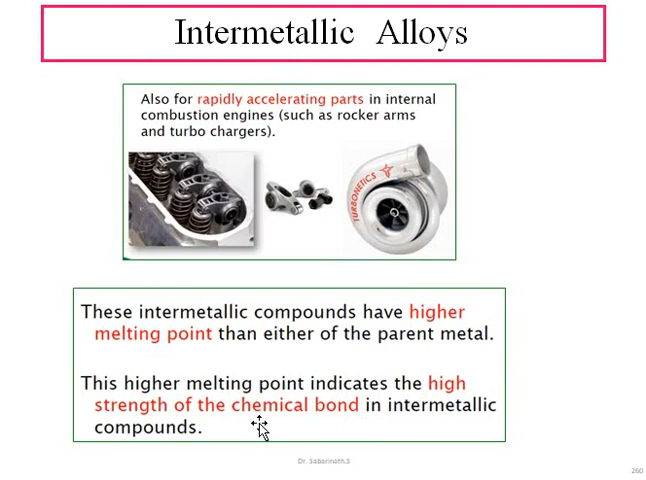 Intermetallic Alloys
Also for rapidly accelerating parts in internal
combustion engines (such as rocker arms
and turbo chargers).
TURBONETICS
These intermetallic compounds have higher
melting point than either of the parent metal.
This higher melting point indicates the high
strength of the chemical bond in intermetallic
compounds.
Dr. Sabarinath.S
260